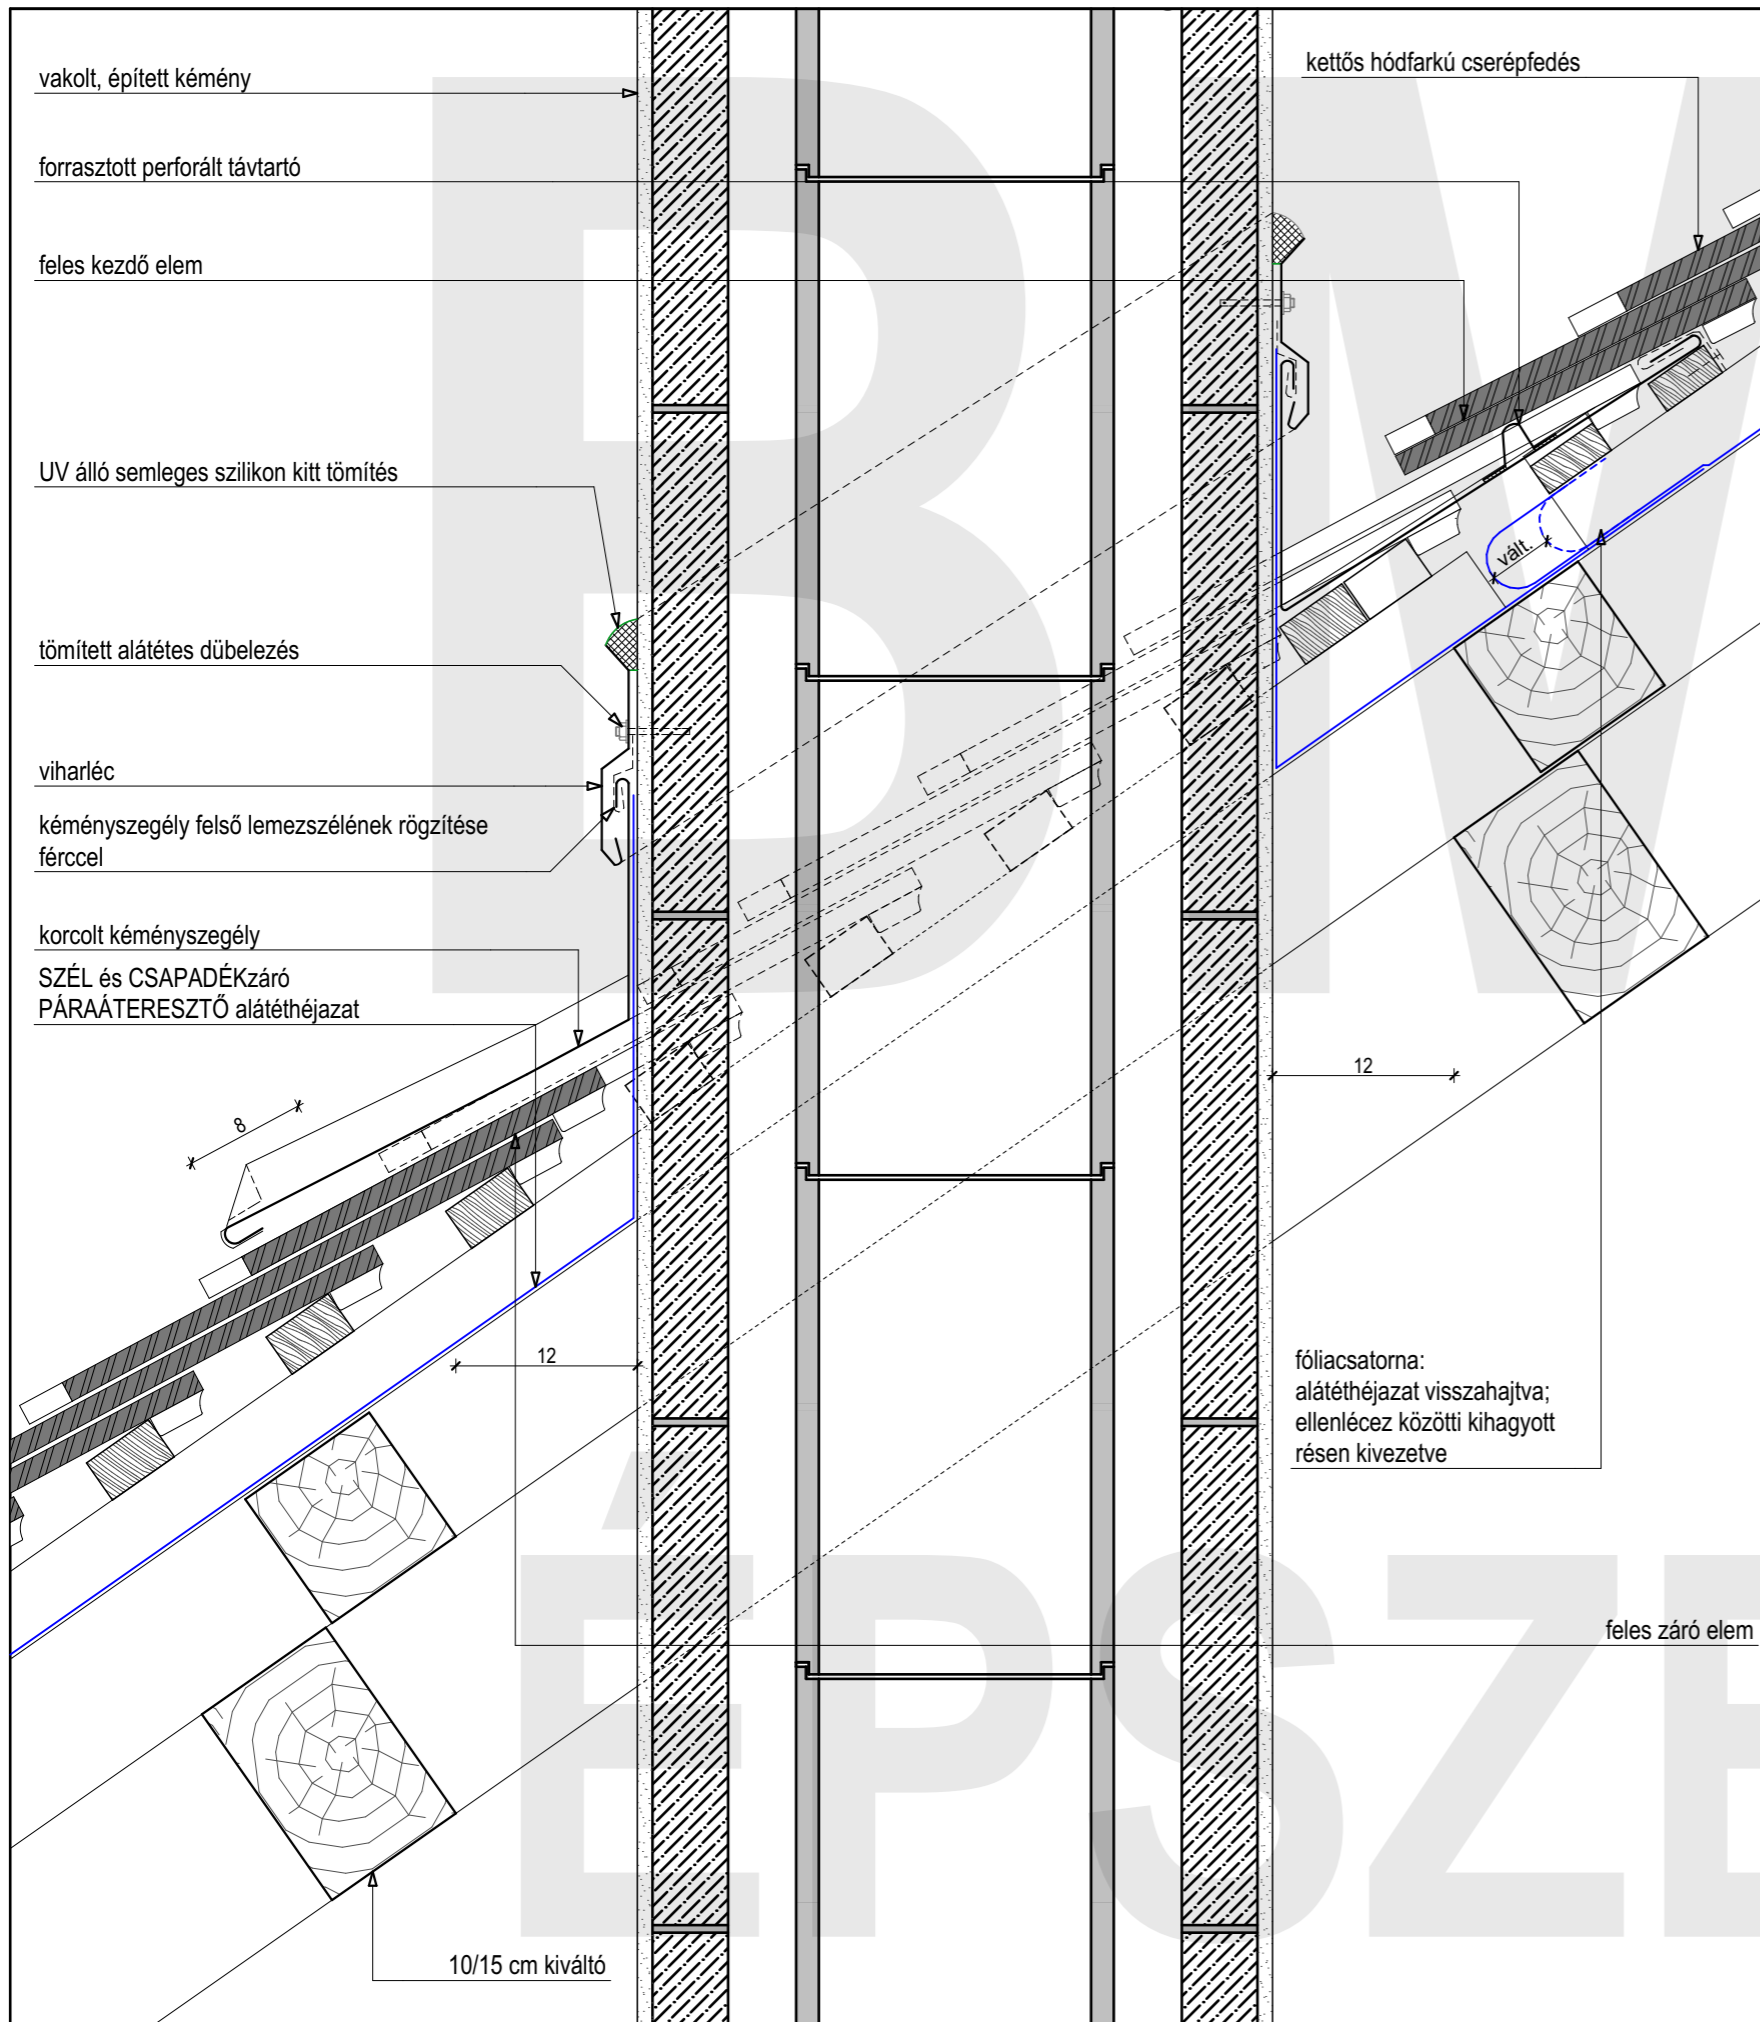 vakolt, épített kémény
kettős hódfarkú cserépfedés
forrasztott perforált távtartó
feles kezdő elem
UV álló semleges szilikon kitt tömítés
vált.
tömített alátétes dübelezés
viharléc
kéményszegély felső lemezszélének rögzítése
férccel
korcolt kéményszegély
SZÉL és CSAPADÉKzáró
PÁRAÁTERESZTŐ alátéthéjazat
12
8
12
fóliacsatorna:
alátéthéjazat visszahajtva;
ellenlécez közötti kihagyott
résen kivezetve
feles záró elem
10/15 cm kiváltó
BM
ÉPSZE